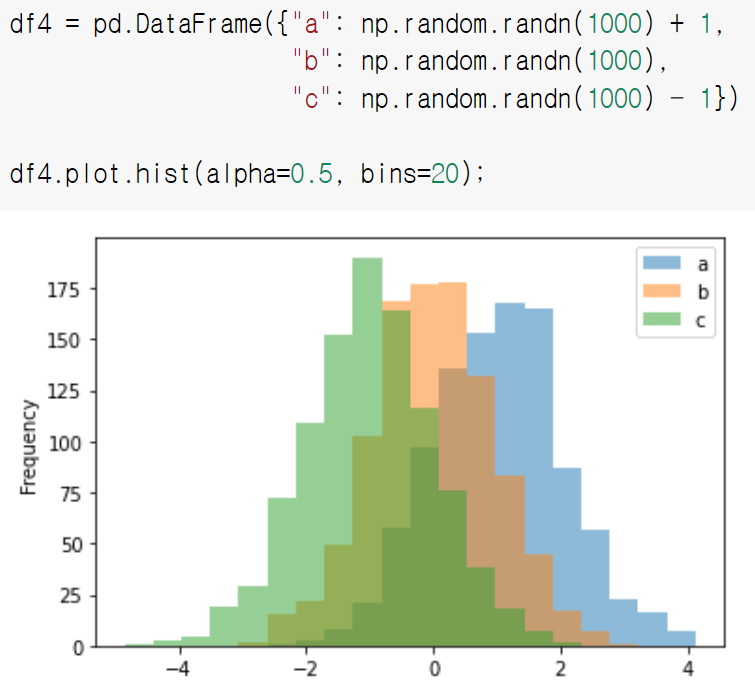 df4 = pd.DataFrame({"a": np.random.randn(1000) + 1,
"b": np.random.randn(1000),
"c": np.random.randn(1000) - 1})
df4.plot.hist(alpha=0.5, bins=20);
a
b
c
175
150
125
100
75
50
25
0
Frequency
−4 −2 0 2 4